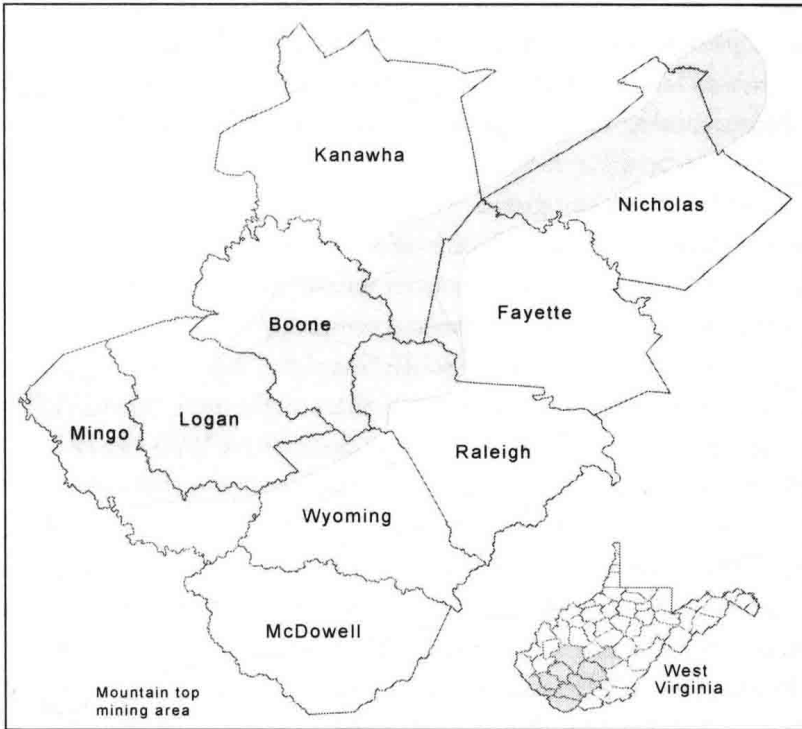 Kanawha
Nicholas
Boone
Fayette
Mingo
Logan
Raleigh
Wyoming
McDowell
West
Virginia
Mountain top
mining area